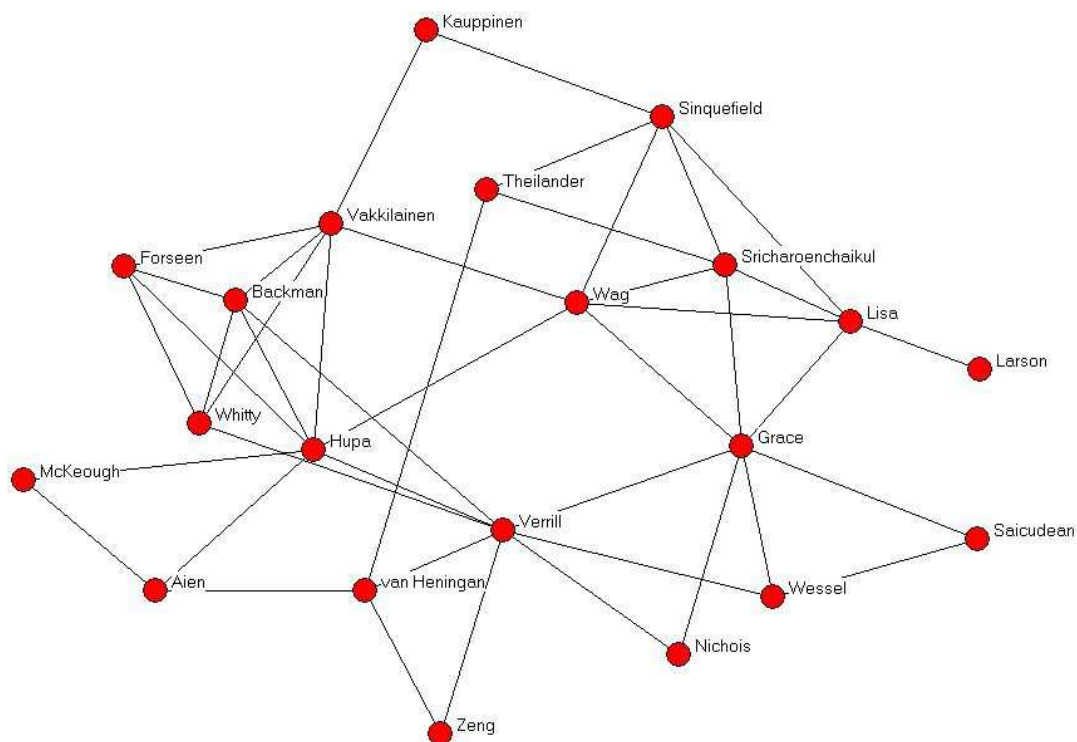 Kauppinen
Sinquefield
Theilander
Vakkilainen
Forseen
Sricharoenchaikul
Backman
Wag
Lisa
Larson
Whitty
Hupa
Grace
McKeough
Verrill
Saicudean
Aien
van Heningan
Wessel
Nichois
Zeng